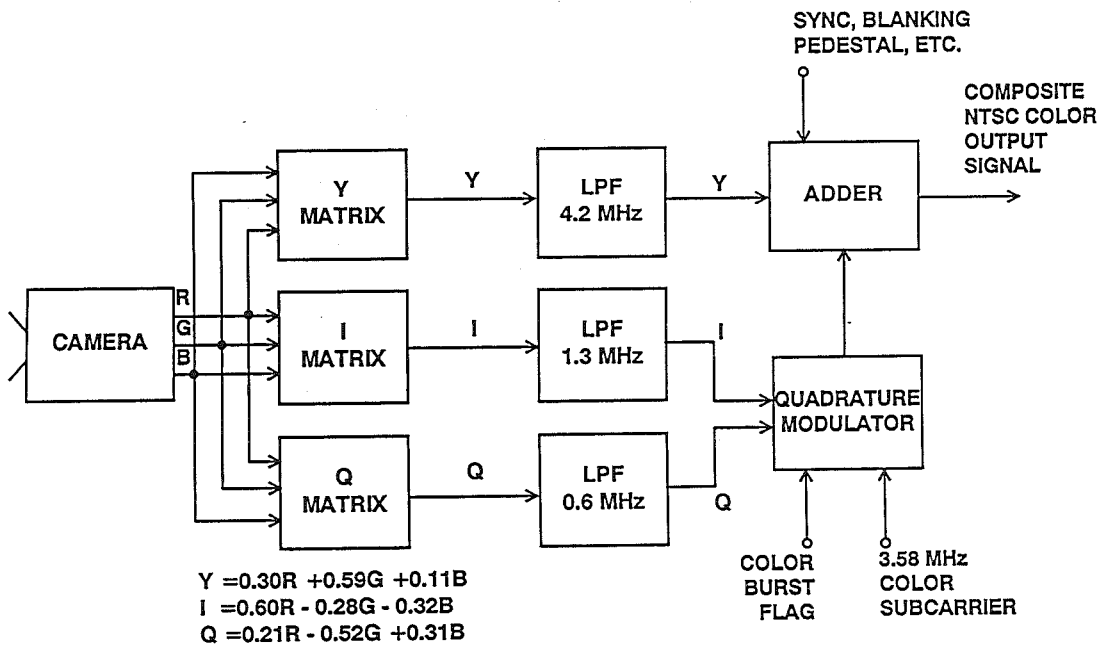 SYNC, BLANKING
PEDESTAL, ETC.
COMPOSITE
NTSC COLOR
OUTPUT
SIGNAL
Y
MATRIX
Y
LPF
4.2 MHz
Y
ADDER
CAMERA
R
G
B
I
MATRIX
I
LPF
1.3 MHz
I
QUADRATURE
MODULATOR
Q
MATRIX
Q
LPF
0.6 MHz
Q
COLOR
BURST
FLAG
3.58 MHz
COLOR
SUBCARRIER
Y =0.30R +0.59G +0.11B
I =0.60R - 0.28G - 0.32B
Q =0.21R - 0.52G +0.31B